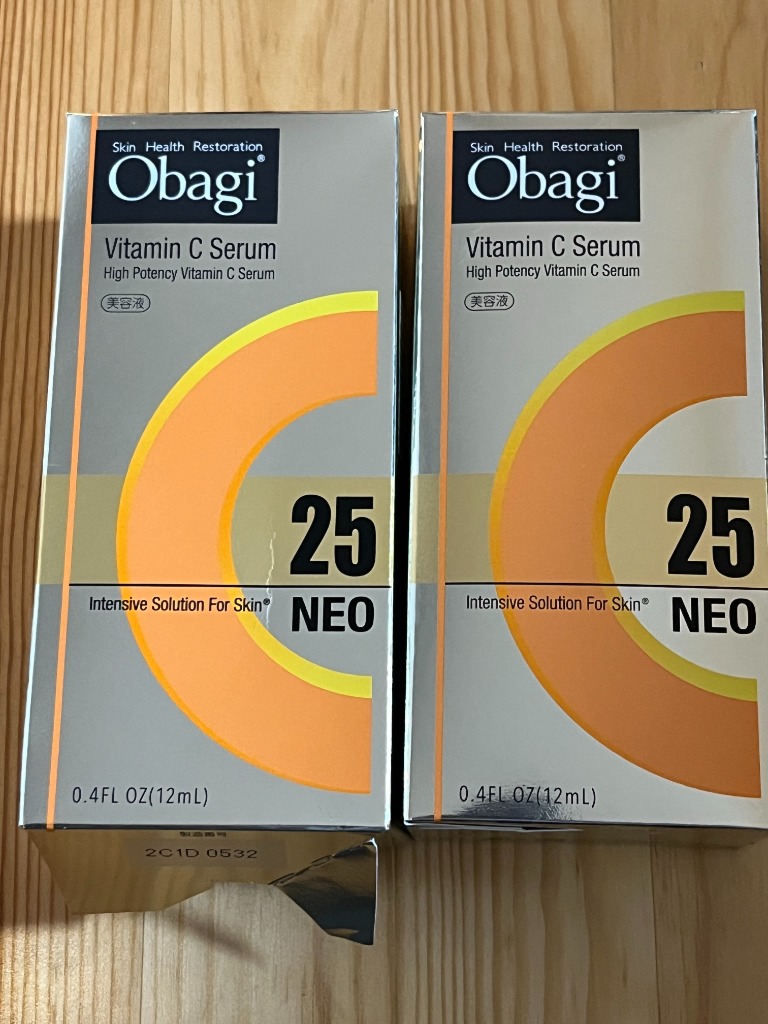 Skin Health Restoration
Obagi®
Vitamin C Serum
High Potency Vitamin C Serum
美容液
25
Intensive Solution For Skin®
NEO
0.4FL OZ(12mL)
製造番号
2C1D 0532
Skin Health Restoration
Obagi®
Vitamin C Serum
High Potency Vitamin C Serum
美容液
25
Intensive Solution For Skin®
NEO
0.4FL OZ(12mL)